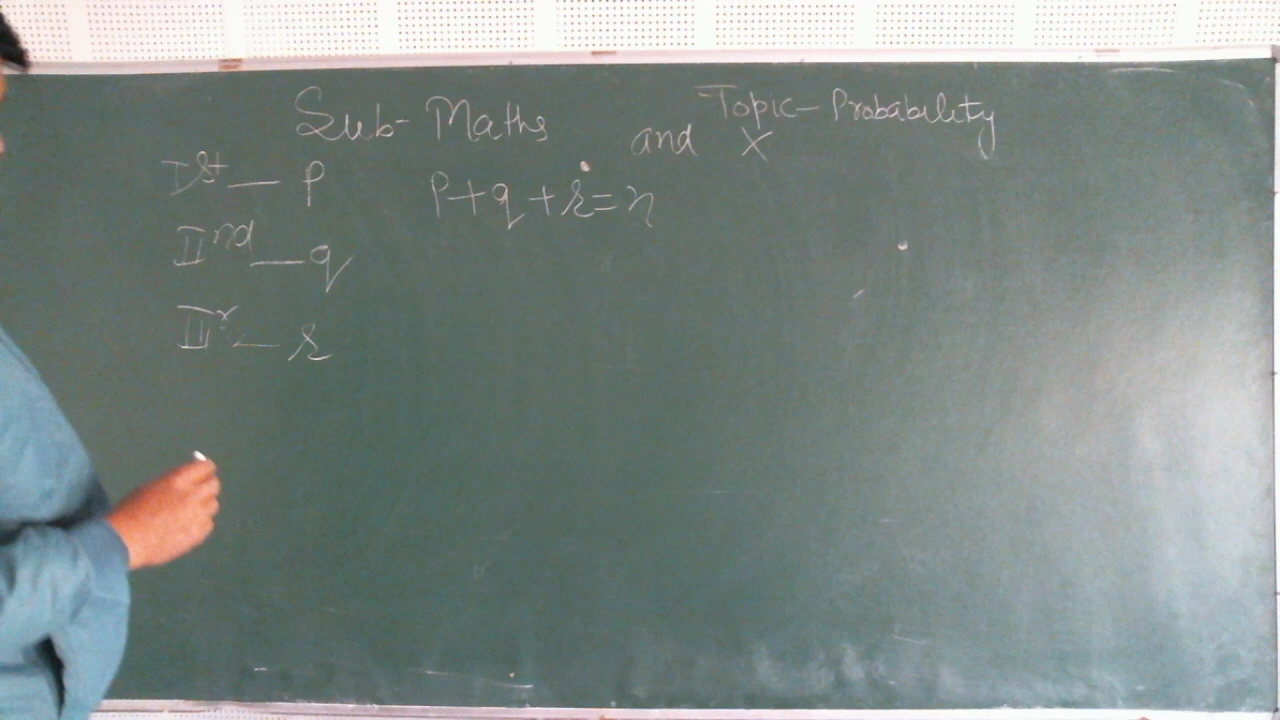 Sub- Maths Topic- Probability
and X
Ist — p p+q+r=n
IInd — q
IIIr — r